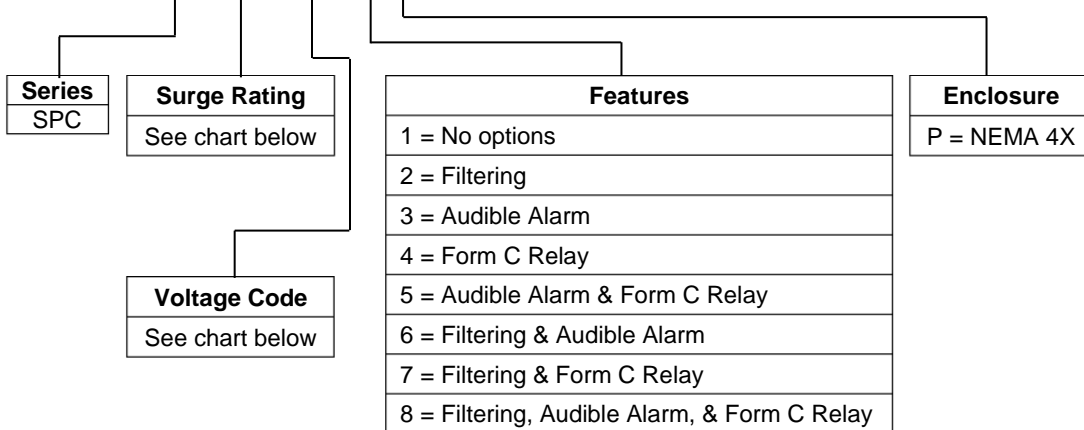 Series
SPC
Surge Rating
See chart below
Voltage Code
See chart below
Features
1 = No options
2 = Filtering
3 = Audible Alarm
4 = Form C Relay
5 = Audible Alarm & Form C Relay
6 = Filtering & Audible Alarm
7 = Filtering & Form C Relay
8 = Filtering, Audible Alarm, & Form C Relay
Enclosure
P = NEMA 4X